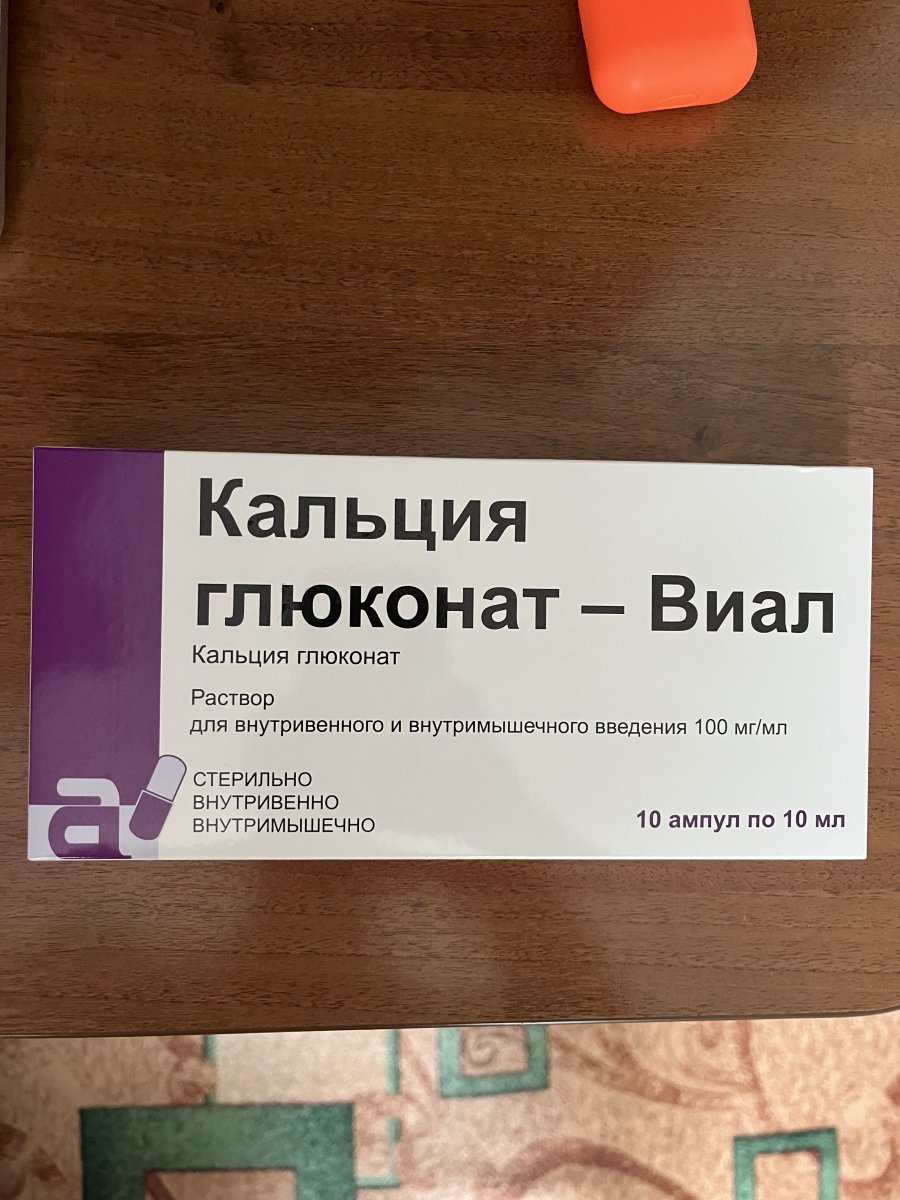 Кальция
глюконат – Виал
Кальция глюконат
Раствор
для внутривенного и внутримышечного введения 100 мг/мл
СТЕРИЛЬНО
ВНУТРИВЕННО
ВНУТРИМЫШЕЧНО
10 ампул по 10 мл
а